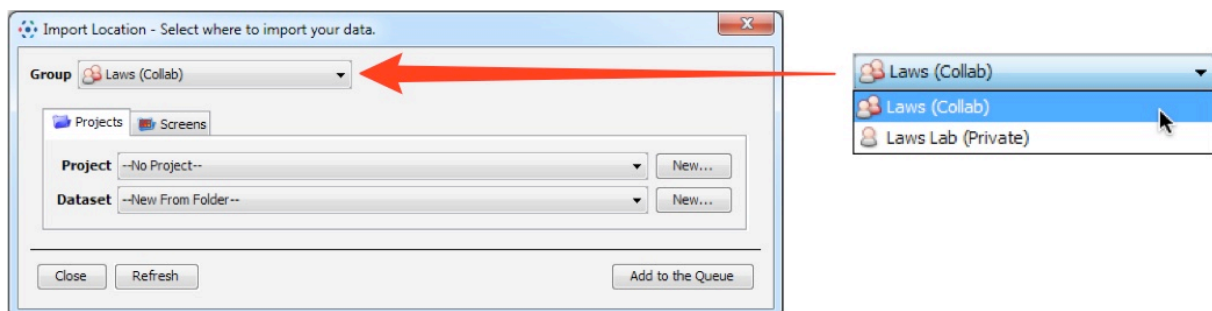 Import Location - Select where to import your data.
Group Laws (Collab)
Projects Screens
Project --No Project-- New...
Dataset --New From Folder-- New...
Close Refresh Add to the Queue
Laws (Collab)
Laws (Collab)
Laws Lab (Private)